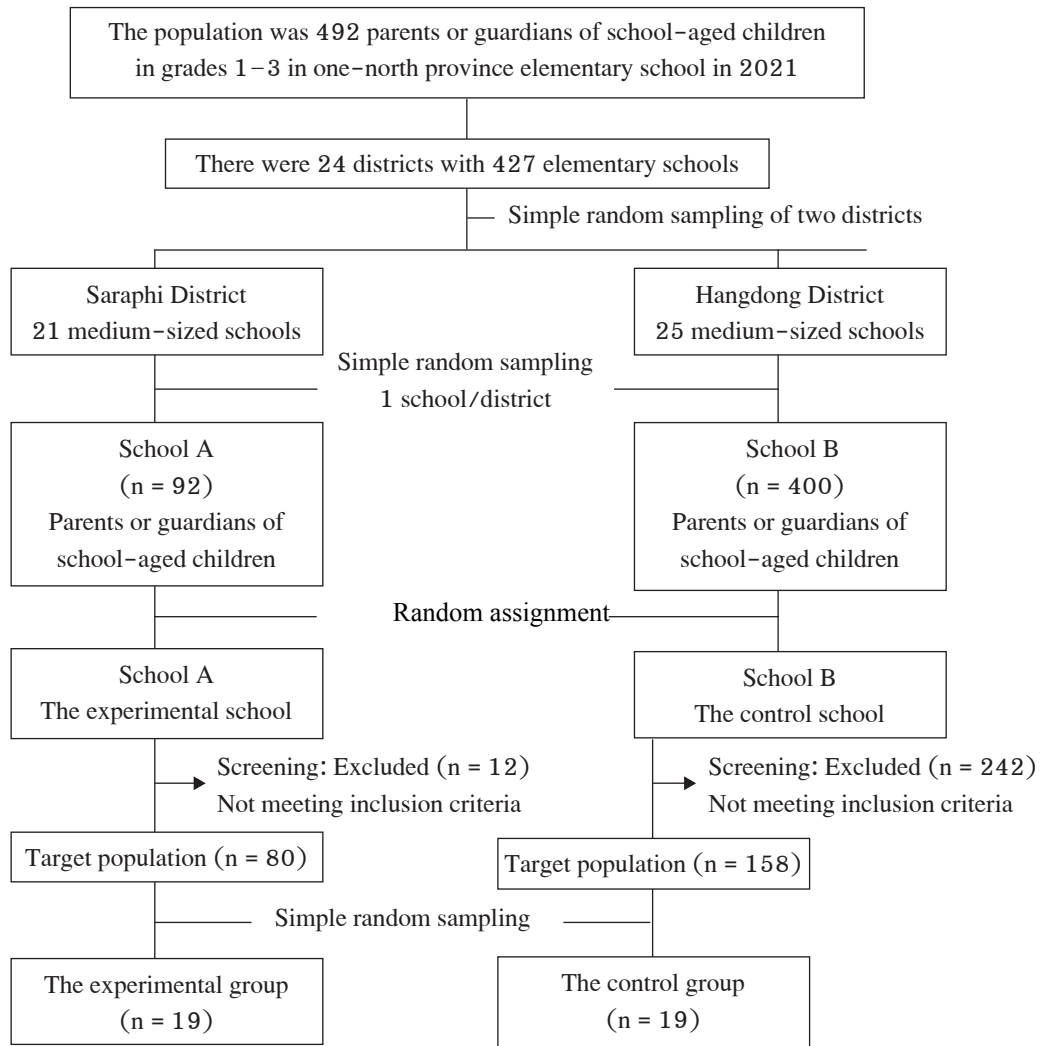 The population was 492 parents or guardians of school-aged children
in grades 1-3 in one-north province elementary school in 2021
There were 24 districts with 427 elementary schools
Simple random sampling of two districts
Saraphi District
21 medium-sized schools
Hangdong District
25 medium-sized schools
Simple random sampling
1 school/district
School A
(n = 92)
Parents or guardians of
school-aged children
School B
(n = 400)
Parents or guardians of
school-aged children
Random assignment
School A
The experimental school
School B
The control school
Screening: Excluded (n = 12)
Not meeting inclusion criteria
Screening: Excluded (n = 242)
Not meeting inclusion criteria
Target population (n = 80)
Target population (n = 158)
Simple random sampling
The experimental group
(n = 19)
The control group
(n = 19)